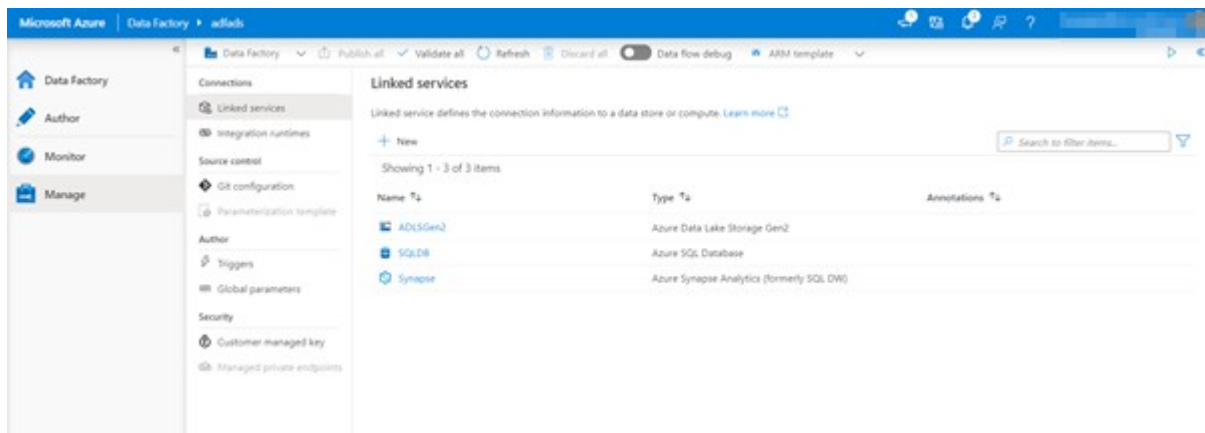 Microsoft Azure | Data Factory ▸ adfads
Data Factory
Publish all
Validate all
Refresh
Discard all
Data flow debug
ARM template
Data Factory
Author
Monitor
Manage
Connections
Linked services
Integration runtimes
Source control
Git configuration
Parameterization template
Author
Triggers
Global parameters
Security
Customer managed key
Managed private endpoints
Linked services
Linked service defines the connection information to a data store or compute. Learn more
+ New
Search to filter items...
Showing 1 - 3 of 3 items
Name Type Annotations
ADLSGen2 Azure Data Lake Storage Gen2
SQLDB Azure SQL Database
Synapse Azure Synapse Analytics (formerly SQL DW)